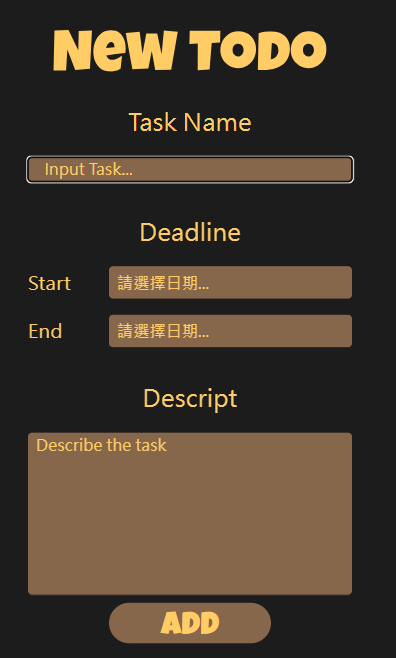 New Todo
Task Name
Input Task...
Deadline
Start 請選擇日期...
End 請選擇日期...
Descript
Describe the task
ADD